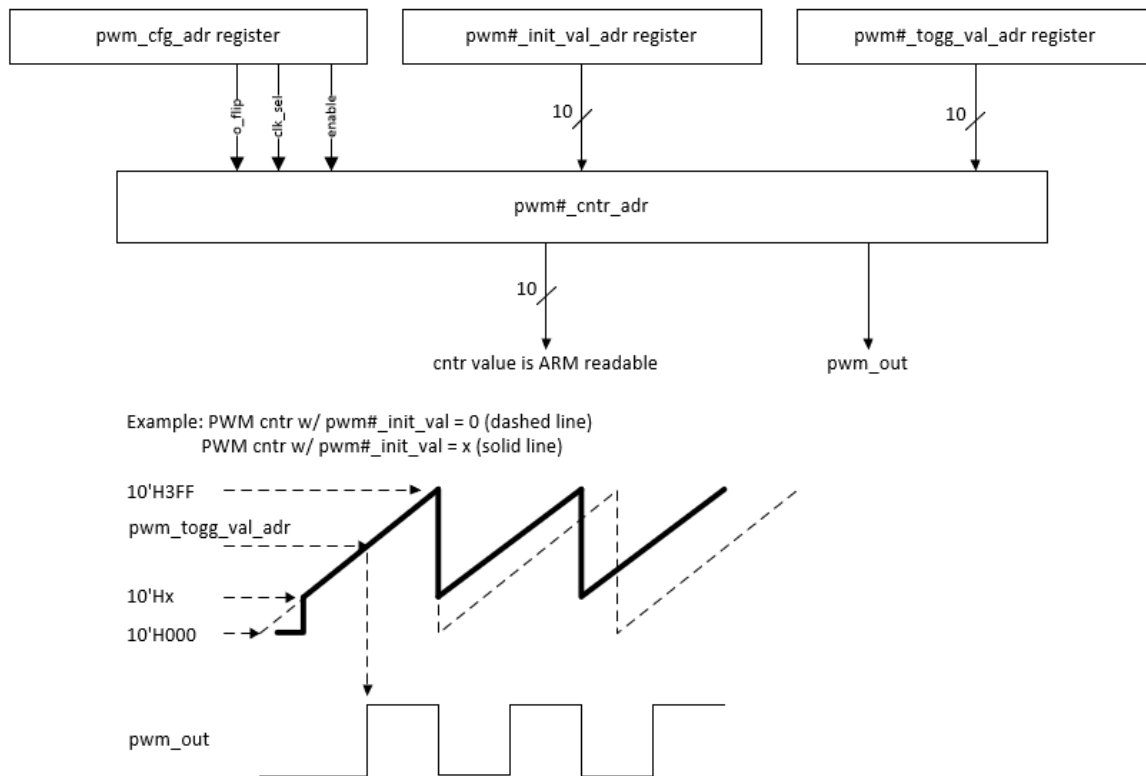 pwm_cfg_adr register
pwm#_init_val_adr register
pwm#_togg_val_adr register
o_flip
clk_sel
enable
10
10
pwm#_cntr_adr
10
cntr value is ARM readable
pwm_out
Example: PWM cntr w/ pwm#_init_val = 0 (dashed line)
PWM cntr w/ pwm#_init_val = x (solid line)
10'H3FF
pwm_togg_val_adr
10'Hx
10'H000
pwm_out